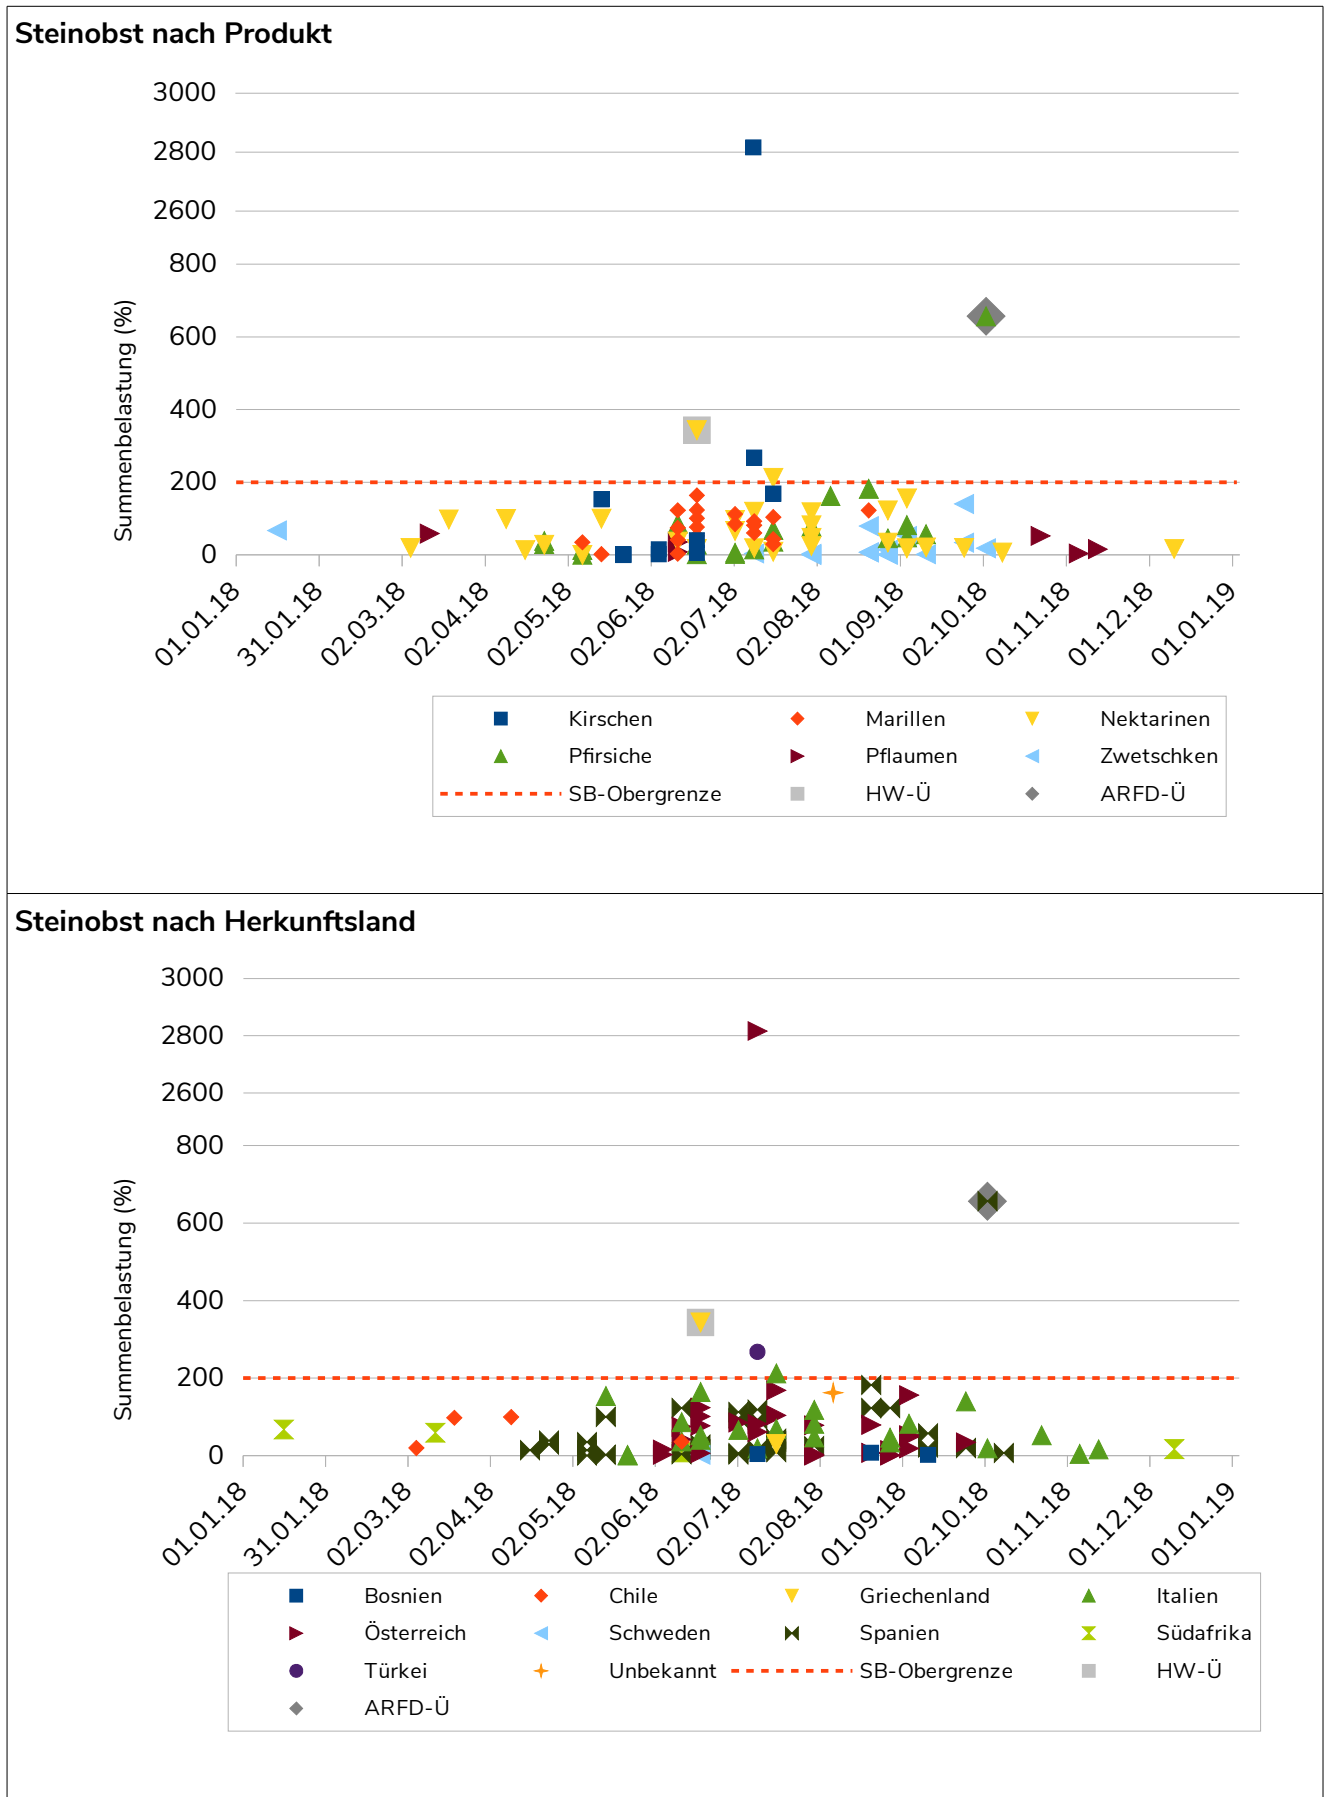 Steinobst nach Produkt
3000
2800
2600
800
600
400
200
0
Summenbelastung (%)
01.01.18 31.01.18 02.03.18 02.04.18 02.05.18 02.06.18 02.07.18 02.08.18 01.09.18 02.10.18 01.11.18 01.12.18 01.01.19
Kirschen Marillen Nektarinen
Pfirsiche Pflaumen Zwetschken
SB-Obergrenze HW-Ü ARFD-Ü
Steinobst nach Herkunftsland
3000
2800
2600
800
600
400
200
0
Summenbelastung (%)
01.01.18 31.01.18 02.03.18 02.04.18 02.05.18 02.06.18 02.07.18 02.08.18 01.09.18 02.10.18 01.11.18 01.12.18 01.01.19
Bosnien Chile Griechenland Italien
Österreich Schweden Spanien Südafrika
Türkei Unbekannt SB-Obergrenze HW-Ü
ARFD-Ü